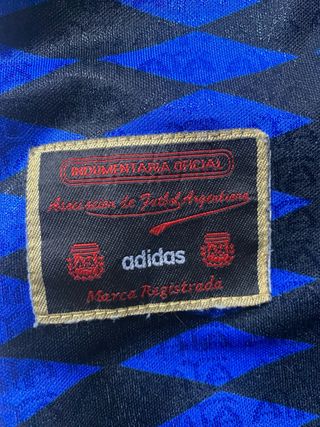 INDUMENTARIA OFICIAL
Asociacion de Futbol Argentino
adidas
Marca Registrada